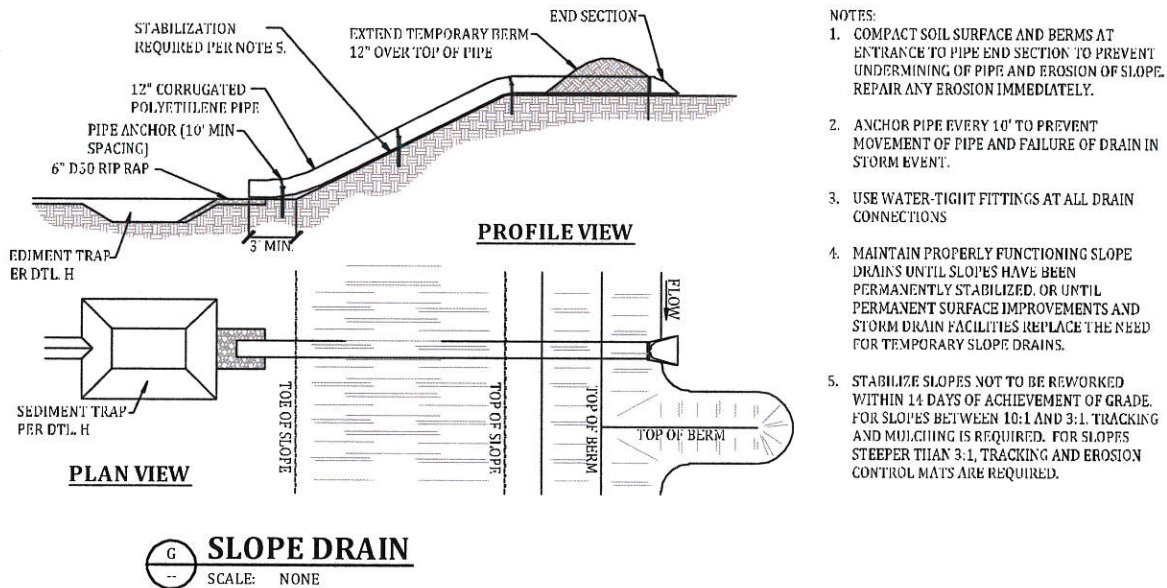 STABILIZATION
REQUIRED PER NOTE 5.
12" CORRUGATED
POLYETHILENE PIPE
PIPE ANCHOR (10' MIN
SPACING)
6" D50 RIP RAP
EXTEND TEMPORARY BERM
12" OVER TOP OF PIPE
END SECTION
EDIMENT TRAP
ER DTL. H
3' MIN.
PROFILE VIEW
FLOW
TOE OF SLOPE
TOP OF SLOPE
TOP OF BERM
TOP OF BERM
SEDIMENT TRAP
PER DTL. H
PLAN VIEW
G
--
SLOPE DRAIN
SCALE: NONE
NOTES:
1. COMPACT SOIL SURFACE AND BERMS AT
ENTRANCE TO PIPE END SECTION TO PREVENT
UNDERMINING OF PIPE AND EROSION OF SLOPE.
REPAIR ANY EROSION IMMEDIATELY.
2. ANCHOR PIPE EVERY 10' TO PREVENT
MOVEMENT OF PIPE AND FAILURE OF DRAIN IN
STORM EVENT.
3. USE WATER-TIGHT FITTINGS AT ALL DRAIN
CONNECTIONS
4. MAINTAIN PROPERLY FUNCTIONING SLOPE
DRAINS UNTIL SLOPES HAVE BEEN
PERMANENTLY STABILIZED, OR UNTIL
PERMANENT SURFACE IMPROVEMENTS AND
STORM DRAIN FACILITIES REPLACE THE NEED
FOR TEMPORARY SLOPE DRAINS.
5. STABILIZE SLOPES NOT TO BE REWORKED
WITHIN 14 DAYS OF ACHIEVEMENT OF GRADE.
FOR SLOPES BETWEEN 10:1 AND 3:1, TRACKING
AND MULCHING IS REQUIRED. FOR SLOPES
STEEPER THAN 3:1, TRACKING AND EROSION
CONTROL MATS ARE REQUIRED.